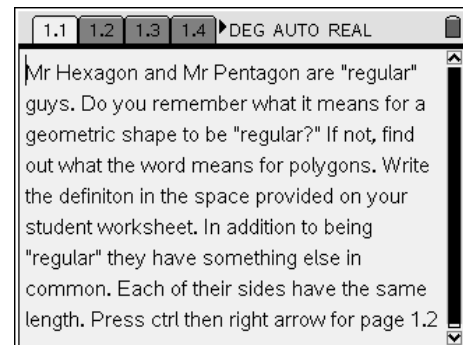 1.1 1.2 1.3 1.4 DEG AUTO REAL
Mr Hexagon and Mr Pentagon are "regular"
guys. Do you remember what it means for a
geometric shape to be "regular?" If not, find
out what the word means for polygons. Write
the definiton in the space provided on your
student worksheet. In addition to being
"regular" they have something else in
common. Each of their sides have the same
length. Press ctrl then right arrow for page 1.2